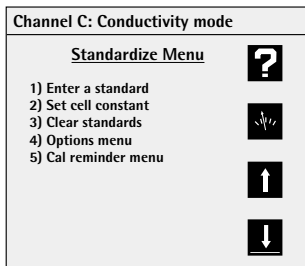 Channel C: Conductivity mode
Standardize Menu
1) Enter a standard
2) Set cell constant
3) Clear standards
4) Options menu
5) Cal reminder menu
?